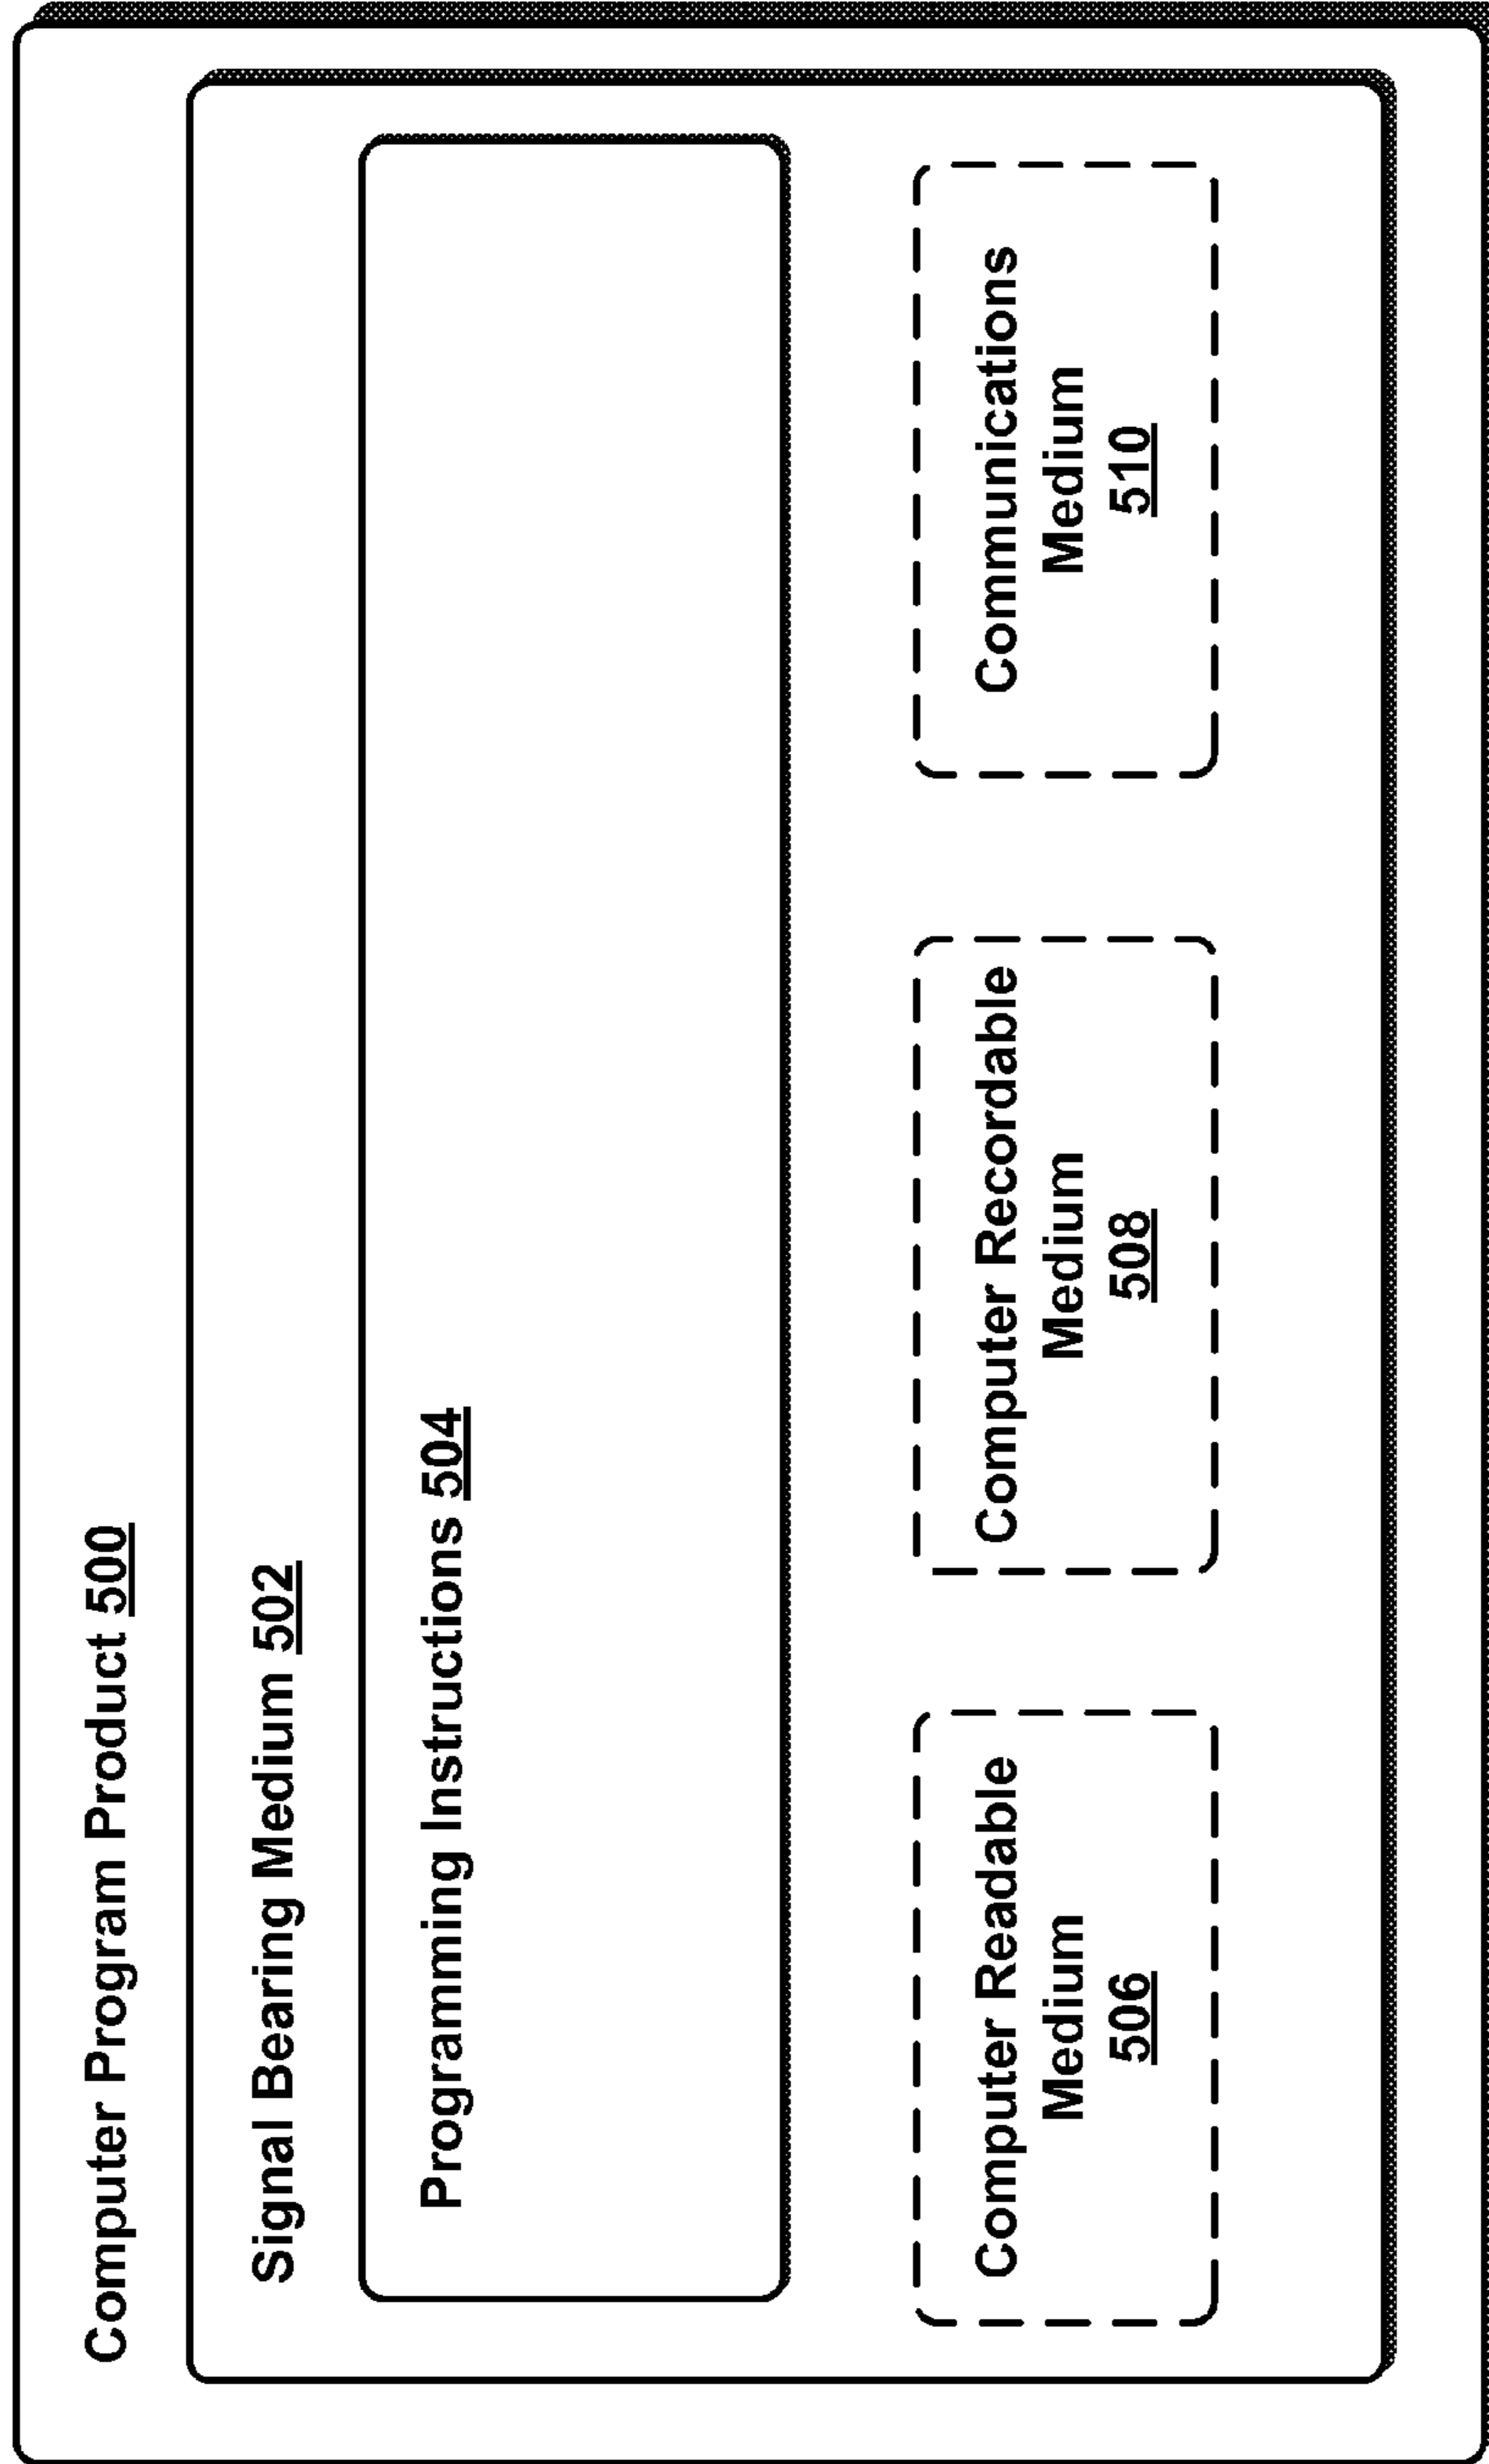 Computer Program Product 500
Signal Bearing Medium 502
Programming Instructions 504
Computer Readable
Medium
506
Computer Recordable
Medium
508
Communications
Medium
510